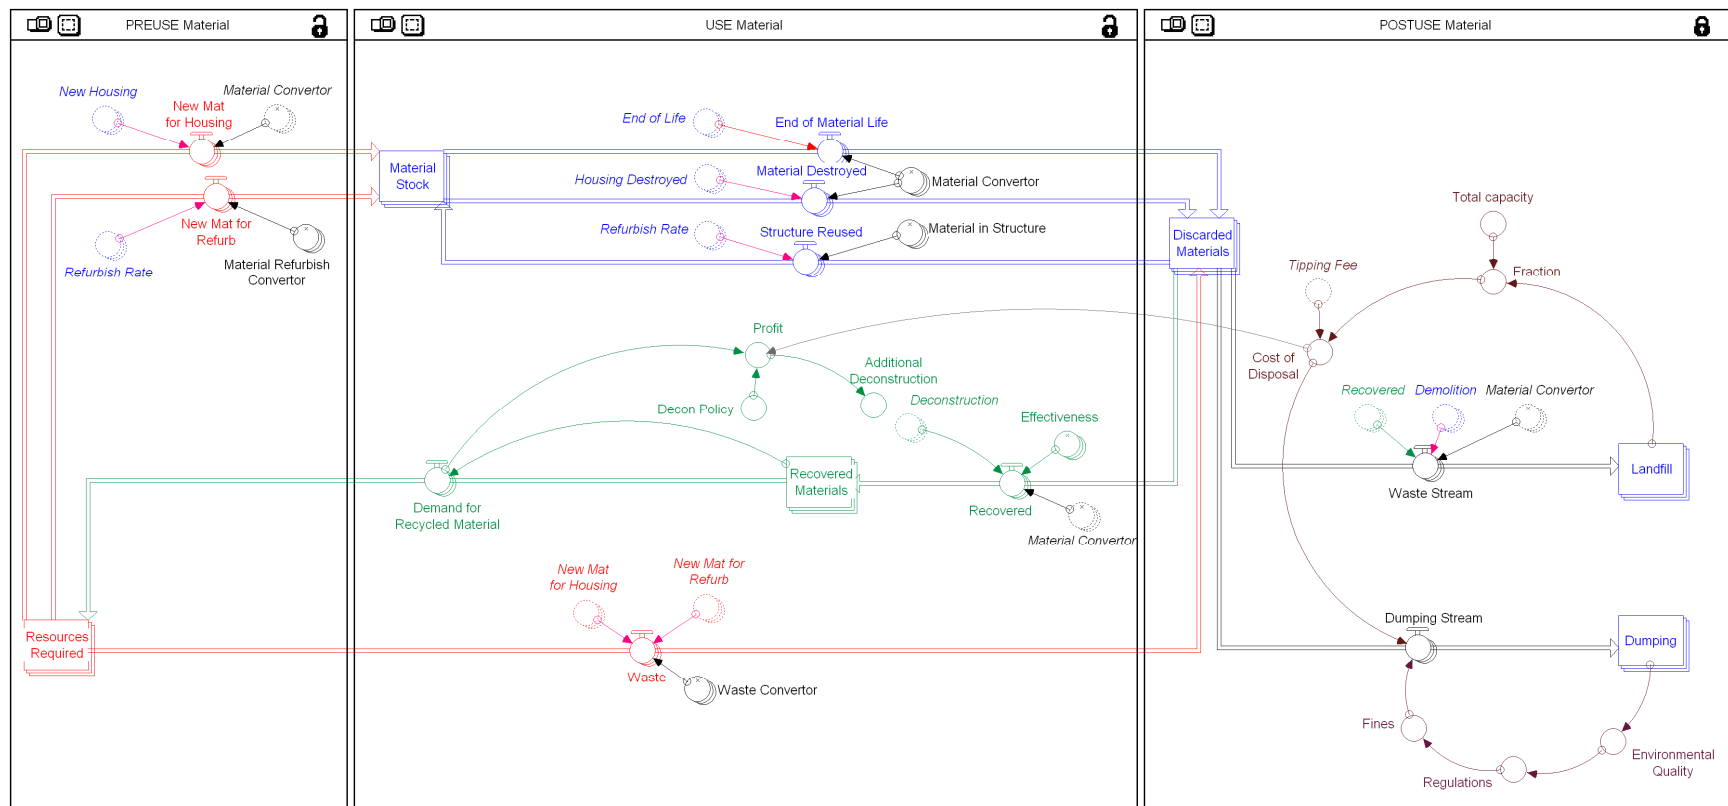 PREUSE Material
USE Material
POSTUSE Material
New Housing
Material Convertor
New Mat
for Housing
New Mat for
Refurb
Refurbish Rate
Material Refurbish
Convertor
Material
Stock
End of Life
End of Material Life
Material Destroyed
Housing Destroyed
Material Convertor
Refurbish Rate
Structure Reused
Material in Structure
Discarded
Materials
Total capacity
Fraction
Tipping Fee
Cost of
Disposal
Profit
Additional
Deconstruction
Decon Policy
Deconstruction
Effectiveness
Recovered
Demolition
Material Convertor
Waste Stream
Landfill
Demand for
Recycled Material
Recovered
Materials
Recovered
Material Convertor
New Mat
for Housing
New Mat for
Refurb
Resources
Required
Waste
Waste Convertor
Dumping Stream
Dumping
Fines
Regulations
Environmental
Quality